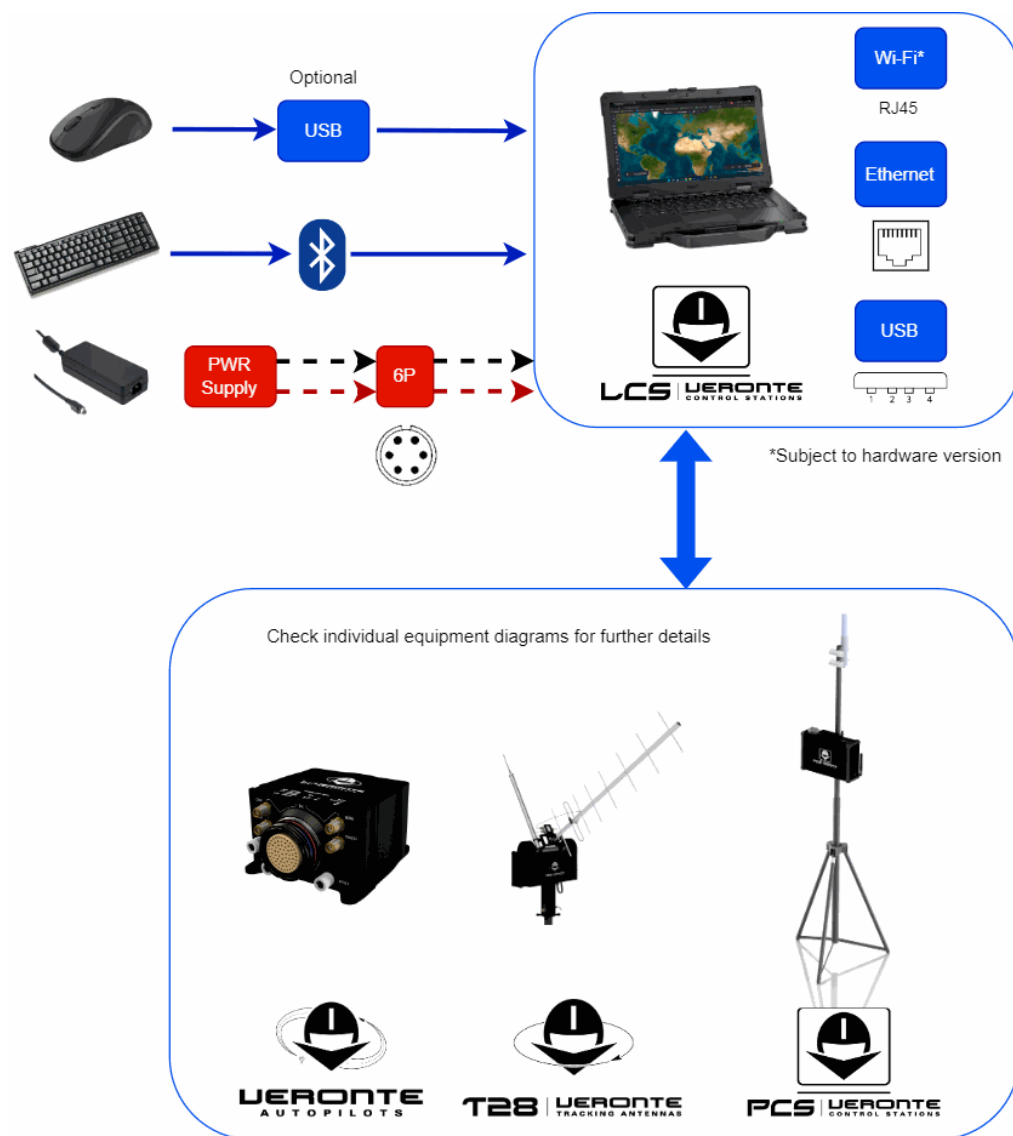 Optional
USB
Wi-Fi*
RJ45
Ethernet
PWR
Supply
6P
USB
1 2 3 4
LCS | VERONTE
CONTROL STATIONS
*Subject to hardware version
Check individual equipment diagrams for further details
VERONTE
AUTOPILOTS
T28 | VERONTE
TRACKING ANTENNAS
PCS | VERONTE
CONTROL STATIONS